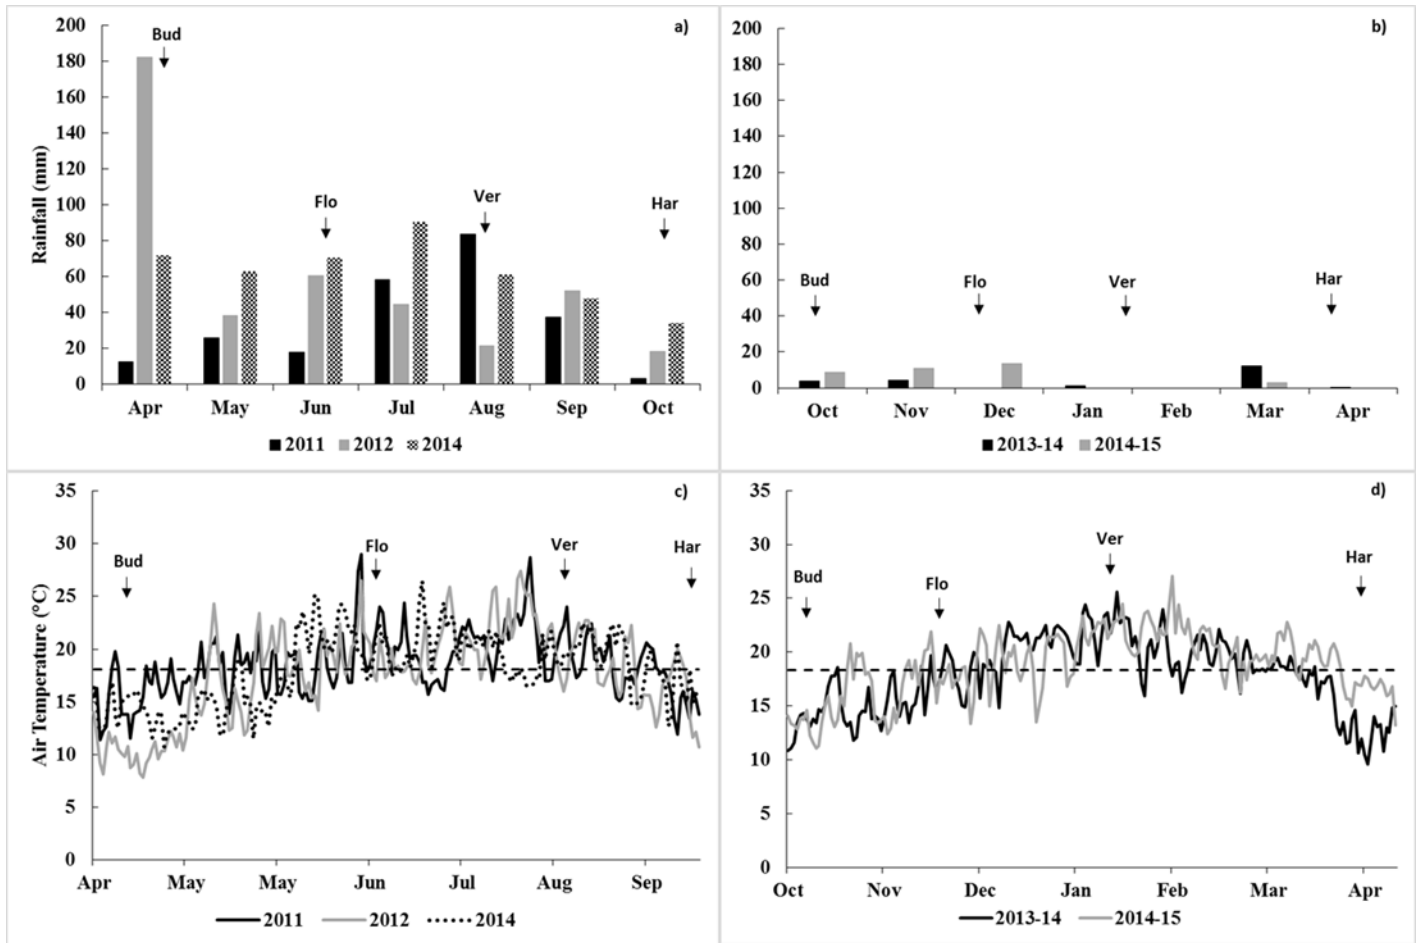 a)
Rainfall (mm)
200
180
160
140
120
100
80
60
40
20
0
Bud
Flo
Ver
Har
Apr May Jun Jul Aug Sep Oct
2011 2012 2014
b)
200
180
160
140
120
100
80
60
40
20
0
Bud Flo Ver Har
Oct Nov Dec Jan Feb Mar Apr
2013-14 2014-15
c)
Air Temperature (°C)
35
30
25
20
15
10
5
0
Bud
Flo
Ver
Har
Apr May May Jun Jul Aug Sep
2011 2012 2014
d)
35
30
25
20
15
10
5
0
Bud
Flo
Ver
Har
Oct Nov Dec Jan Feb Mar Apr
2013-14 2014-15